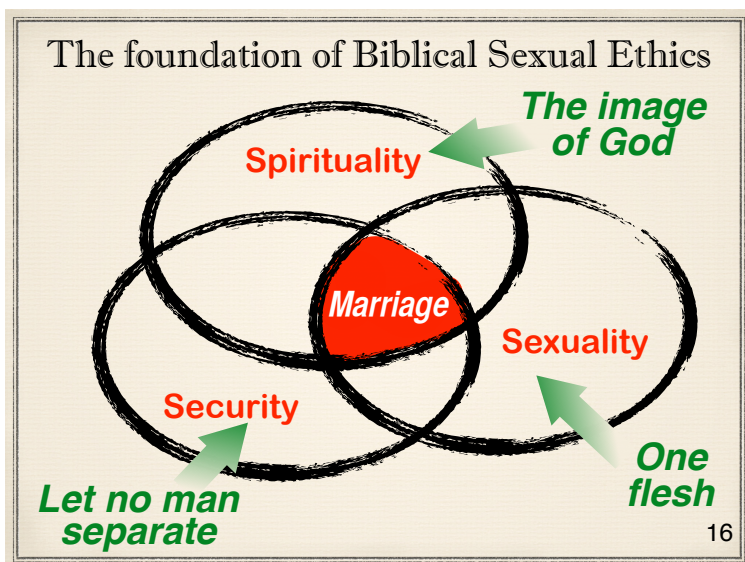 The foundation of Biblical Sexual Ethics
The image
of God
Spirituality
Marriage
Sexuality
Security
One
flesh
Let no man
separate
16